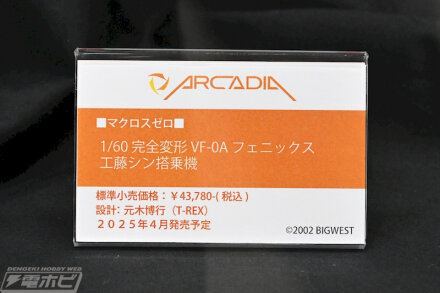 ARCADIA
■マクロスゼロ■
1/60 完全変形 VF-0A フェニックス
工藤シン搭乗機
標準小売価格：￥43,780-(税込)
設計: 元木博行（T-REX）
2025年4月発売予定
©2002 BIGWEST
DENGEKI HOBBY WEB
電ホビ